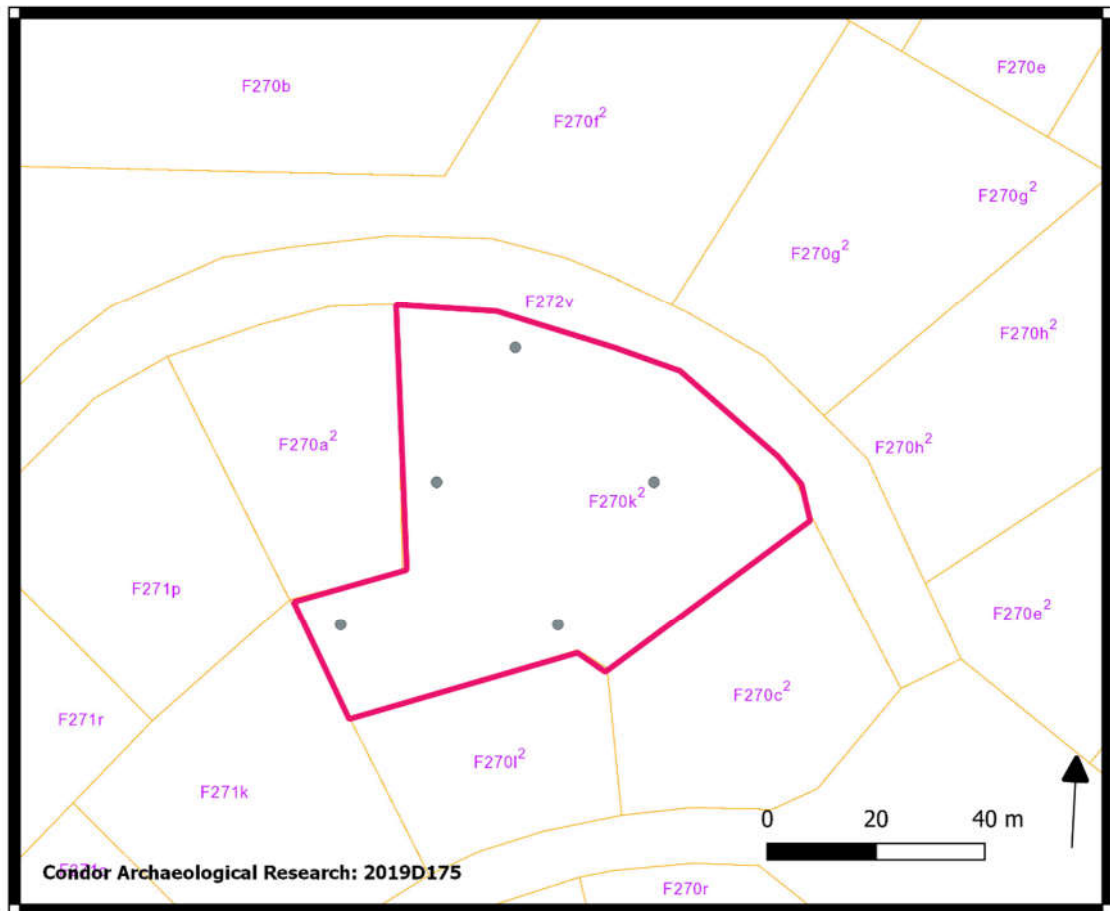 F270b
F270f²
F270e
F270g²
F270g²
F272v
F270h²
F270a²
F270h²
F270k²
F271p
F270e²
F270c²
F271r
F270l²
F271k
0 20 40 m
Condor Archaeological Research: 2019D175
F270r